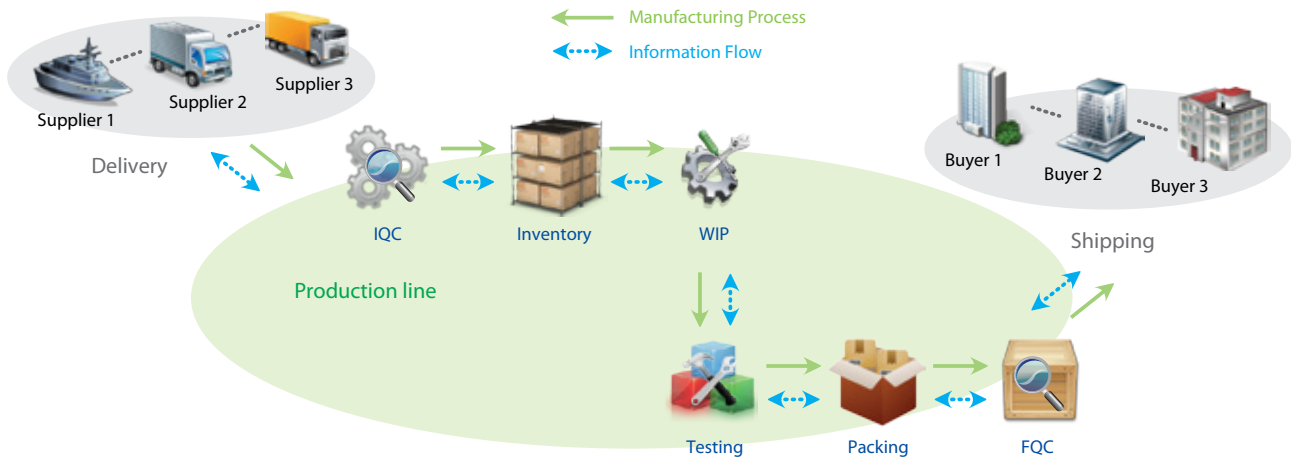 Manufacturing Process
Information Flow
Supplier 1
Supplier 2
Supplier 3
Delivery
Buyer 1
Buyer 2
Buyer 3
Shipping
IQC
Inventory
WIP
Production line
Testing
Packing
FQC